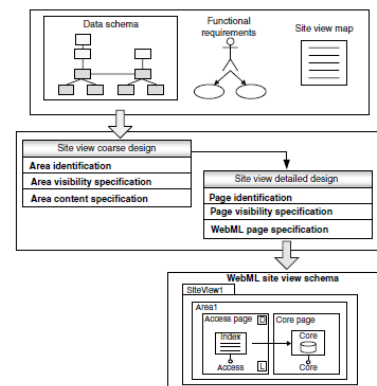 Data schema
Functional
requirements
Site view map
Site view coarse design
Area identification
Area visibility specification
Area content specification
Site view detailed design
Page identification
Page visibility specification
WebML page specification
WebML site view schema
SiteView1
Area1
Access page D
Core page
Index
Core
Access
L
Core